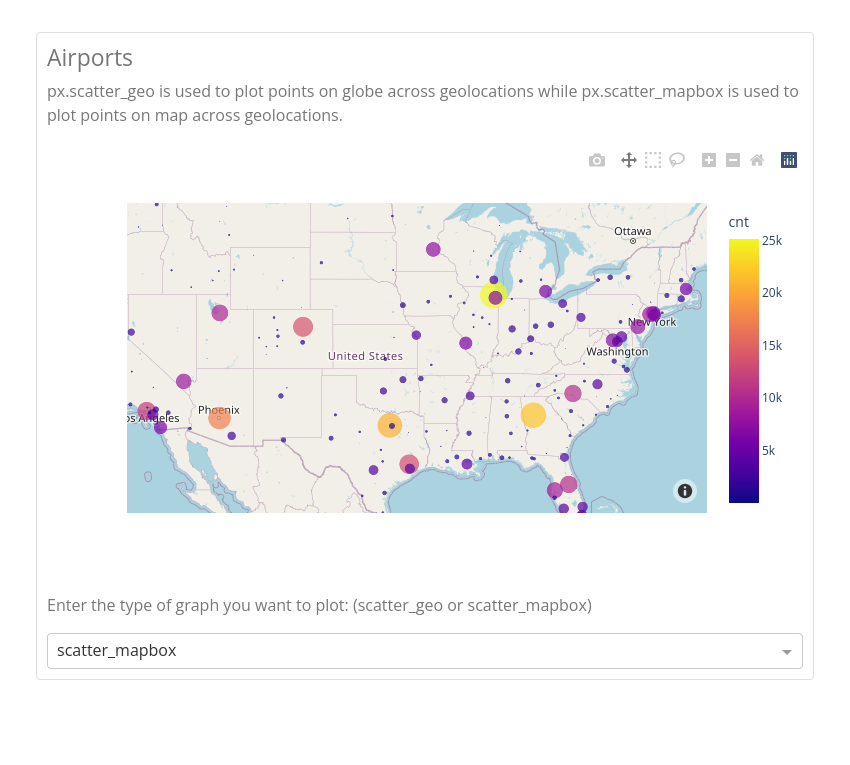 Airports
px.scatter_geo is used to plot points on globe across geolocations while px.scatter_mapbox is used to
plot points on map across geolocations.
cnt
Ottawa
25k
20k
New York
15k
Washington
United States
10k
Phoenix
os Angeles
5k
Enter the type of graph you want to plot: (scatter_geo or scatter_mapbox)
scatter_mapbox